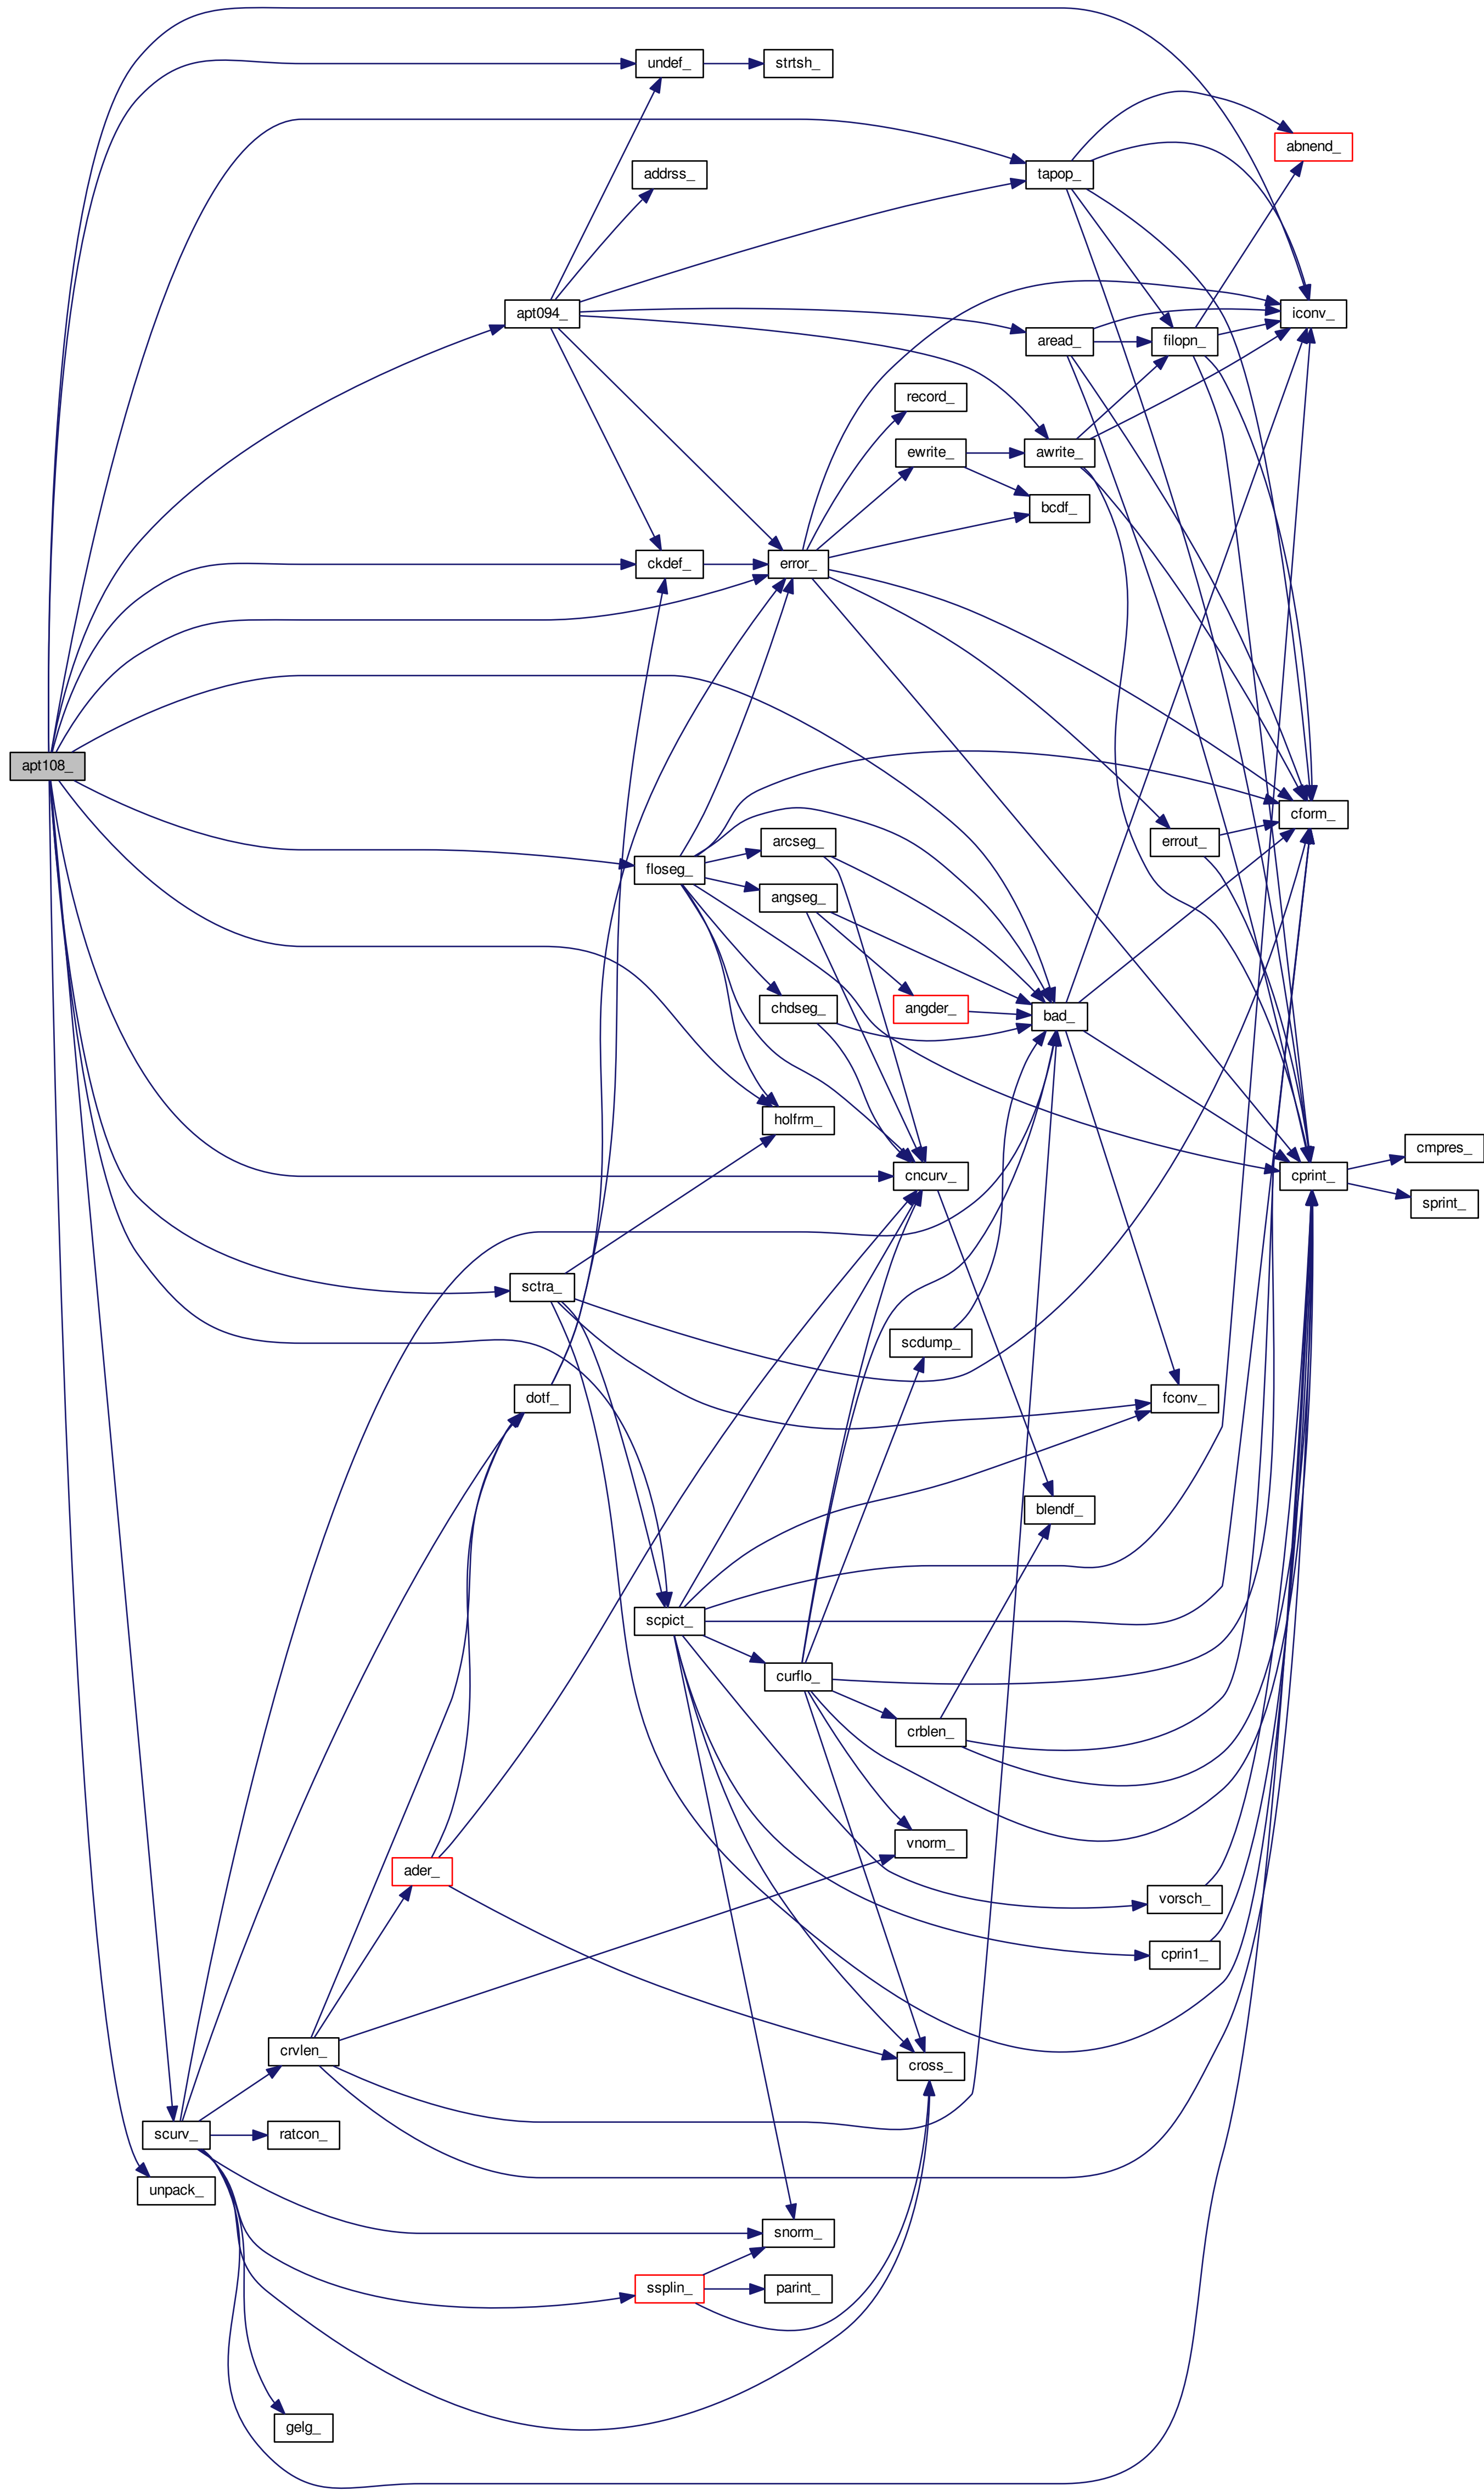 undef_
strtsh_
abnend_
addrss_
tapop_
apt094_
iconv_
aread_
filopn_
record_
ewrite_
awrite_
bcdf_
ckdef_
error_
apt108_
cform_
errout_
arcseg_
floseg_
angseg_
chdseg_
angder_
bad_
holfrm_
cmpres_
cncurv_
cprint_
sprint_
sctra_
scdump_
dotf_
fconv_
blendf_
scpict_
curflo_
crblen_
vnorm_
ader_
vorsch_
cprin1_
crvlen_
cross_
scurv_
ratcon_
unpack_
snorm_
ssplin_
parint_
gelg_